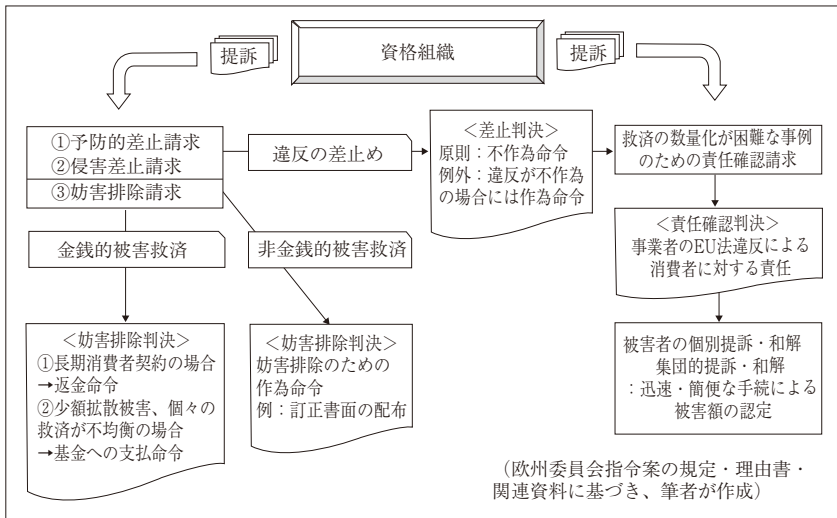 提訴
資格組織
提訴
①予防的差止請求
②侵害差止請求
③妨害排除請求
違反の差止め
＜差止判決＞
原則：不作為命令
例外：違反が不作為
の場合には作為命令
救済の数量化が困難な事例
のための責任確認請求
＜責任確認判決＞
事業者のEU法違反による
消費者に対する責任
金銭的被害救済
非金銭的被害救済
＜妨害排除判決＞
①長期消費者契約の場合
→返金命令
②少額拡散被害、個々の
救済が不均衡の場合
→基金への支払命令
＜妨害排除判決＞
妨害排除のための
作為命令
例：訂正書面の配布
被害者の個別提訴・和解
集団的提訴・和解
：迅速・簡便な手続による
被害額の認定
（欧州委員会指令案の規定・理由書・
関連資料に基づき、筆者が作成）